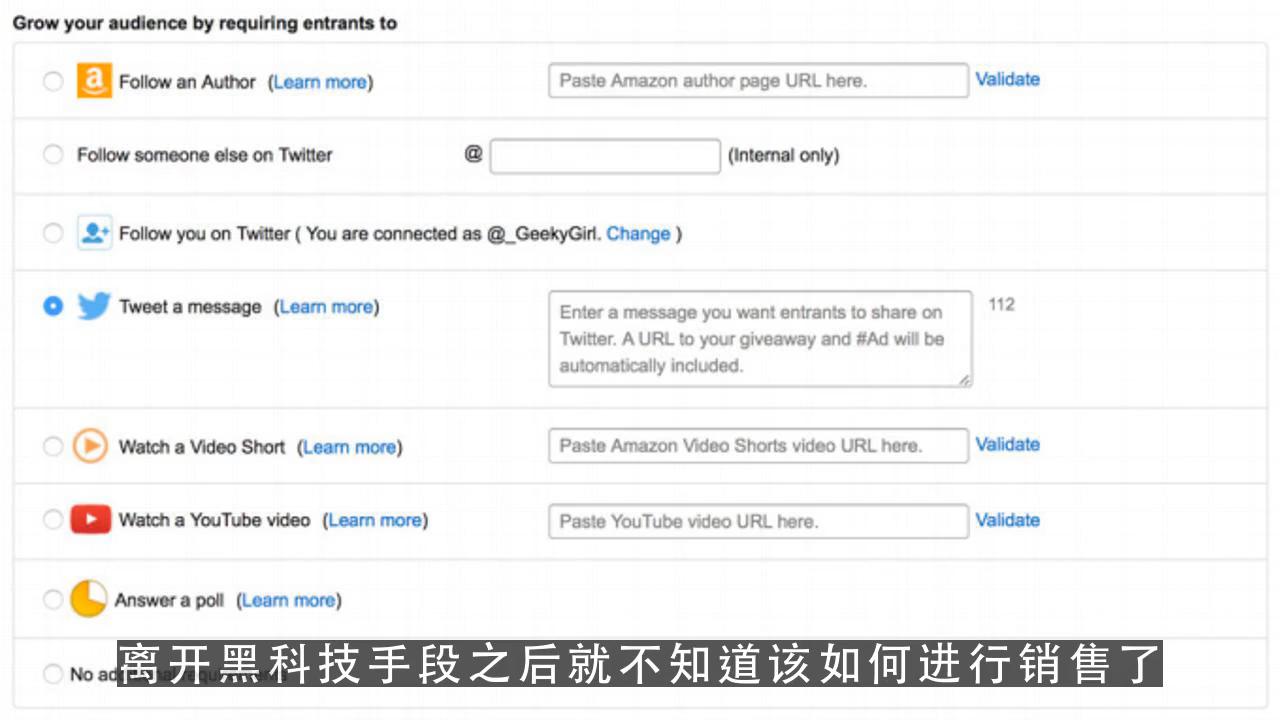 Grow your audience by requiring entrants to
Follow an Author (Learn more) Paste Amazon author page URL here. Validate
Follow someone else on Twitter @ (Internal only)
Follow you on Twitter ( You are connected as @_GeekyGirl. Change )
Tweet a message (Learn more) Enter a message you want entrants to share on 112
Twitter. A URL to your giveaway and #Ad will be
automatically included.
Watch a Video Short (Learn more) Paste Amazon Video Shorts video URL here. Validate
Watch a YouTube video (Learn more) Paste YouTube video URL here. Validate
Answer a poll (Learn more)
No additional requirements
离开黑科技手段之后就不知道该如何进行销售了